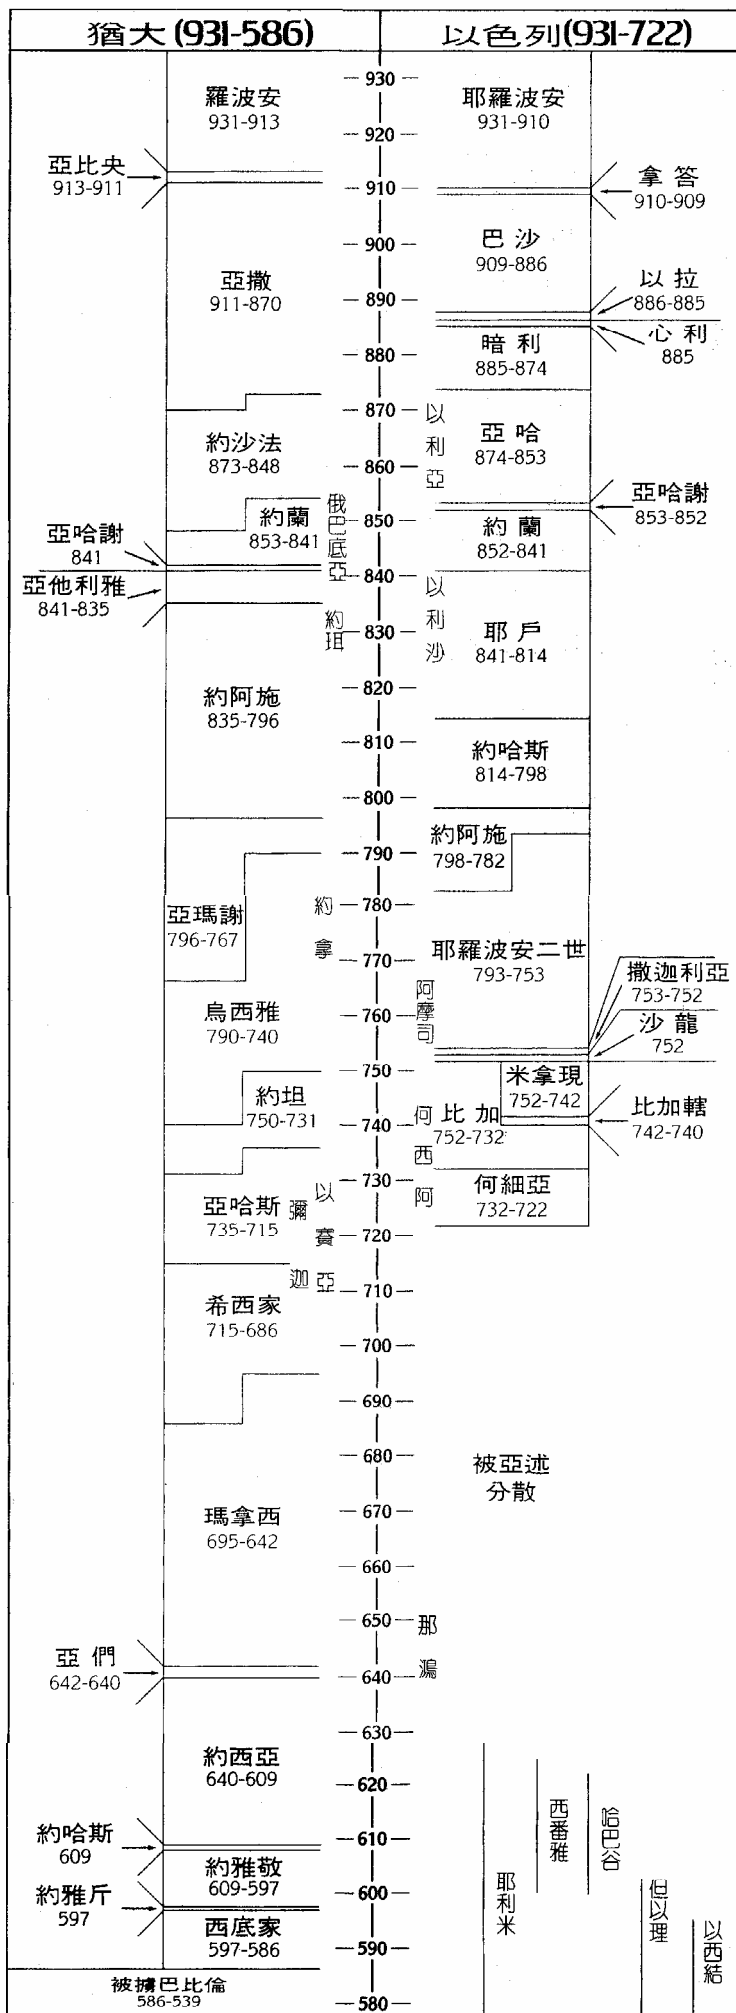 猶大(931-586)
以色列(931-722)
羅波安
931-913
亞比央
913-911
亞撒
911-870
約沙法
873-848
約蘭
853-841
亞哈謝
841
亞他利雅
841-835
約阿施
835-796
亞瑪謝
796-767
烏西雅
790-740
約坦
750-731
亞哈斯
735-715
希西家
715-686
瑪拿西
695-642
亞們
642-640
約西亞
640-609
約哈斯
609
約雅敬
609-597
約雅斤
597
西底家
597-586
被擄巴比倫
586-539
俄巴底亞
約珥
約拿
以賽亞
彌迦
930
920
910
900
890
880
870
860
850
840
830
820
810
800
790
780
770
760
750
740
730
720
710
700
690
680
670
660
650
640
630
620
610
600
590
580
以利亞
以利沙
阿摩司
何西阿
那鴻
耶羅波安
931-910
拿答
910-909
巴沙
909-886
以拉
886-885
心利
885
暗利
885-874
亞哈
874-853
亞哈謝
853-852
約蘭
852-841
耶戶
841-814
約哈斯
814-798
約阿施
798-782
耶羅波安二世
793-753
撒迦利亞
753-752
沙龍
752
米拿現
752-742
比加
752-732
比加轄
742-740
何細亞
732-722
被亞述
分散
耶利米
西番雅
哈巴谷
但以理
以西結